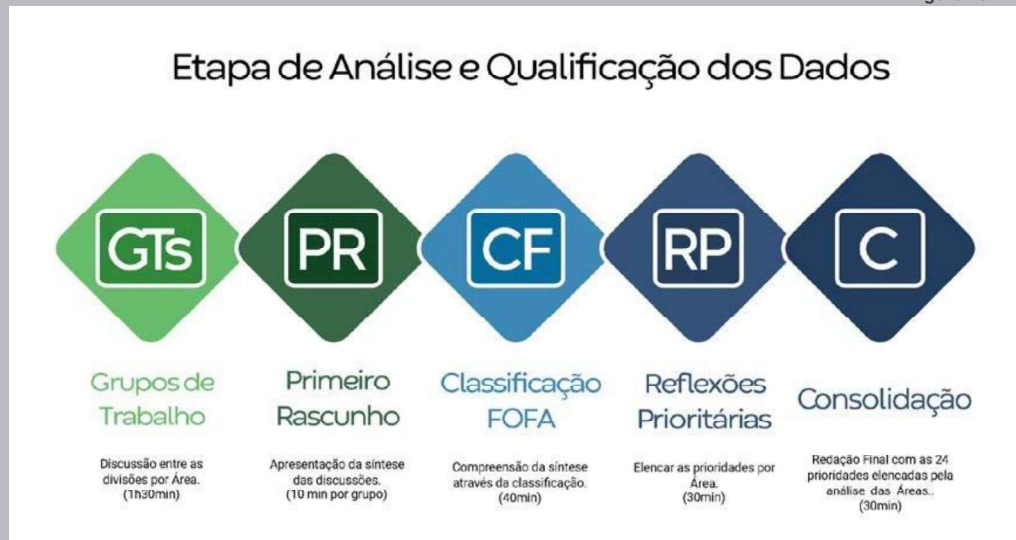 Etapa de Análise e Qualificação dos Dados
GTs
PR
CF
RP
C
Grupos de
Trabalho
Discussão entre as
divisões por Área.
(1h30min)
Primeiro
Rascunho
Apresentação da síntese
das discussões.
(10 min por grupo)
Classificação
FOFA
Compreensão da síntese
através da classificação.
(40min)
Reflexões
Prioritárias
Elencar as prioridades por
Área.
(30min)
Consolidação
Redação Final com as 24
prioridades elencadas pela
análise das Áreas..
(30min)